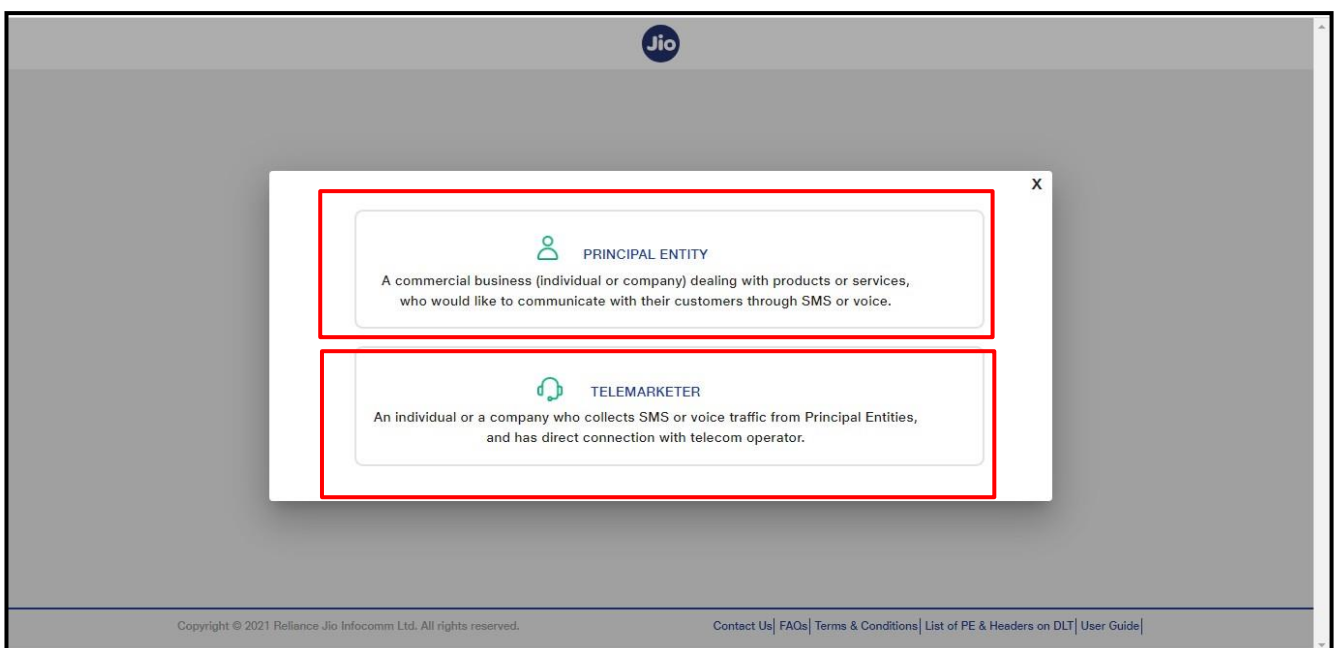 Jio
X
PRINCIPAL ENTITY
A commercial business (individual or company) dealing with products or services,
who would like to communicate with their customers through SMS or voice.
TELEMARKETER
An individual or a company who collects SMS or voice traffic from Principal Entities,
and has direct connection with telecom operator.
Copyright © 2021 Reliance Jio Infocomm Ltd. All rights reserved. Contact Us| FAQs| Terms & Conditions| List of PE & Headers on DLT| User Guide|